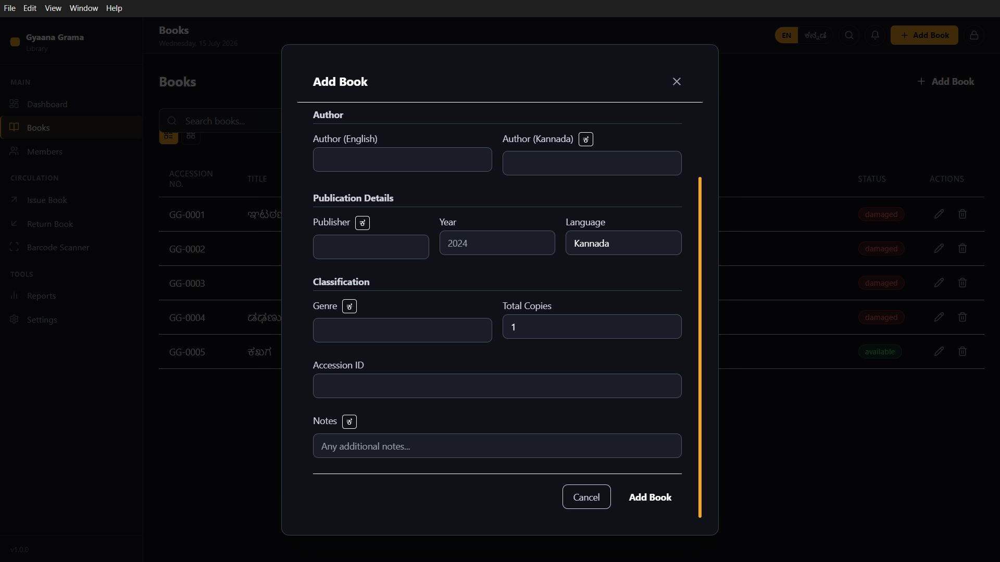 File Edit View Window Help
Gyaana Grama
Library
Books
Wednesday, 15 July 2026
EN ಕನ್ನಡ
+ Add Book
MAIN
Dashboard
Books
Members
CIRCULATION
Issue Book
Return Book
Barcode Scanner
TOOLS
Reports
Settings
v1.0.0
Books
+ Add Book
Search books...
ACCESSION NO. TITLE STATUS ACTIONS
GG-0001 damaged
GG-0002 damaged
GG-0003 damaged
GG-0004 damaged
GG-0005 ಕಖಗ available
Add Book
Author
Author (English)
Author (Kannada) ಕ
Publication Details
Publisher ಕ
Year
Language
2024
Kannada
Classification
Genre ಕ
Total Copies
1
Accession ID
Notes ಕ
Any additional notes...
Cancel
Add Book